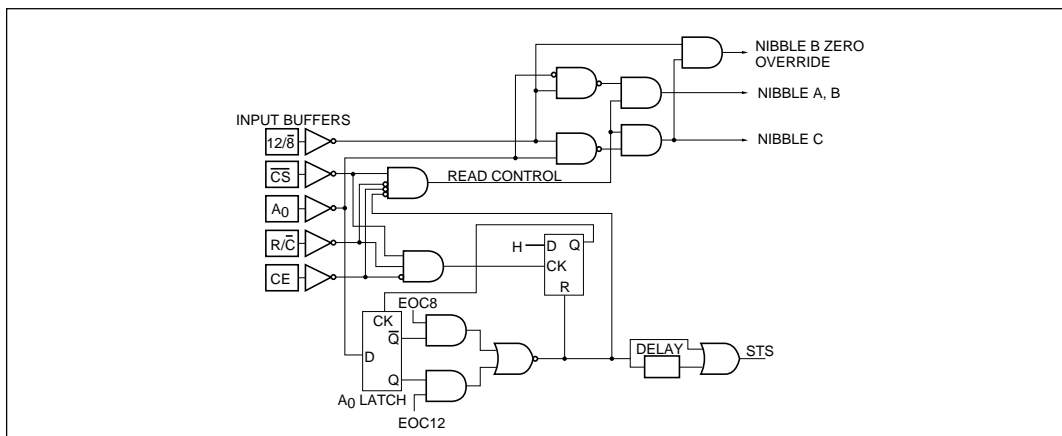 NIBBLE B ZERO
OVERRIDE
NIBBLE A, B
INPUT BUFFERS
12/8̅
NIBBLE C
C̅S̅
READ CONTROL
A₀
R/C̅
H
D
Q
CK
CE
R
EOC8
CK
Q̅
D
DELAY
STS
Q
A₀ LATCH
EOC12